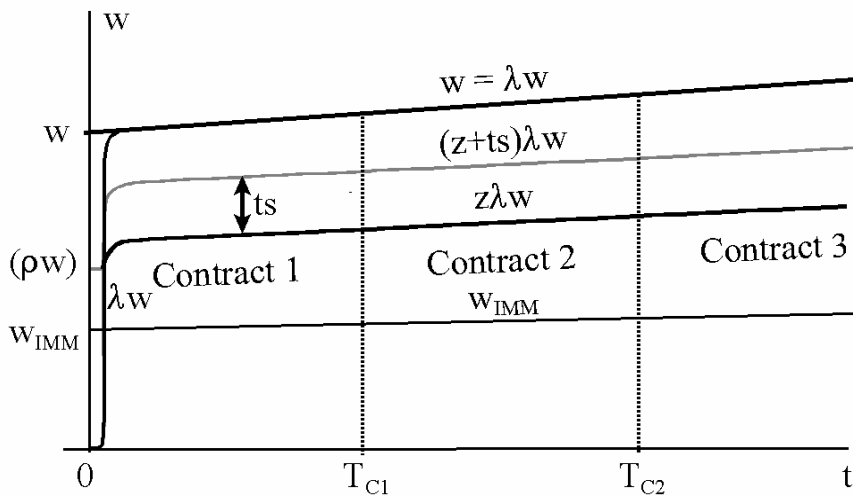 w
w = λw
w
(z+ts)λw
ts
zλw
(ρw)
Contract 1
Contract 2
Contract 3
λw
w_IMM
w_IMM
0
T_C1
T_C2
t